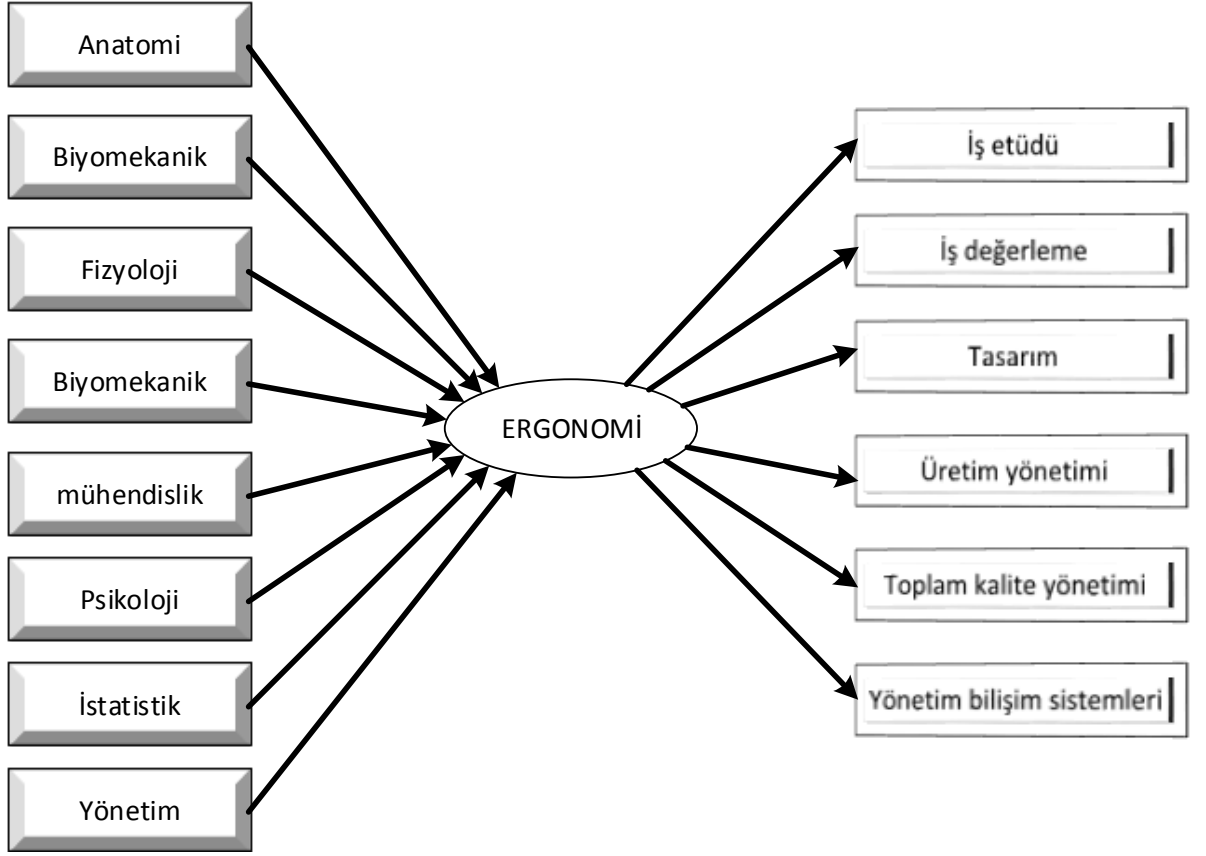 Anatomi
Biyomekanik
Fizyoloji
Biyomekanik
mühendislik
Psikoloji
İstatistik
Yönetim
ERGONOMİ
İş etüdü
İş değerleme
Tasarım
Üretim yönetimi
Toplam kalite yönetimi
Yönetim bilişim sistemleri